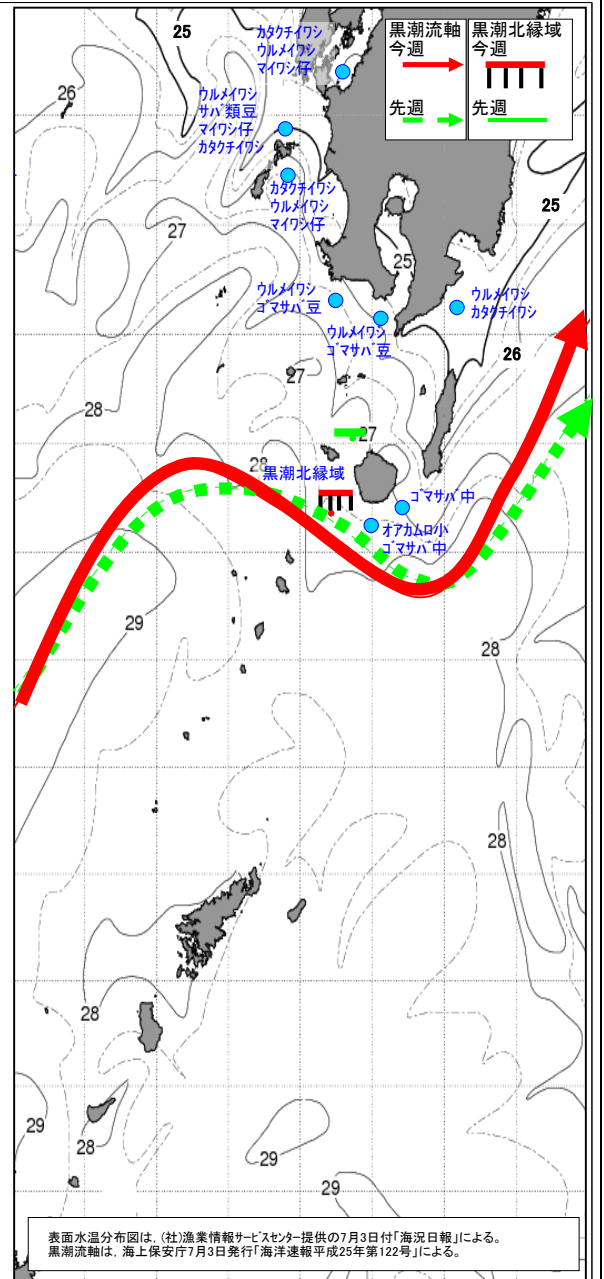 黒潮流軸
今週
先週
黒潮北縁域
今週
先週
25
26
カタクチイワシ
ウルメイワシ
マイワシ仔
ウルメイワシ
サバ類豆
マイワシ仔
カタクチイワシ
カタクチイワシ
ウルメイワシ
マイワシ仔
25
27
25
ウルメイワシ
ゴマサバ豆
ウルメイワシ
カタクチイワシ
ウルメイワシ
ゴマサバ豆
26
27
28
27
28
黒潮北縁域
ゴマサバ中
オアカムロ小
ゴマサバ中
29
28
28
28
29
28
29
29
表面水温分布図は，(社)漁業情報サービスセンター提供の7月3日付「海況日報」による。
黒潮流軸は，海上保安庁7月3日発行「海洋速報平成25年第122号」による。